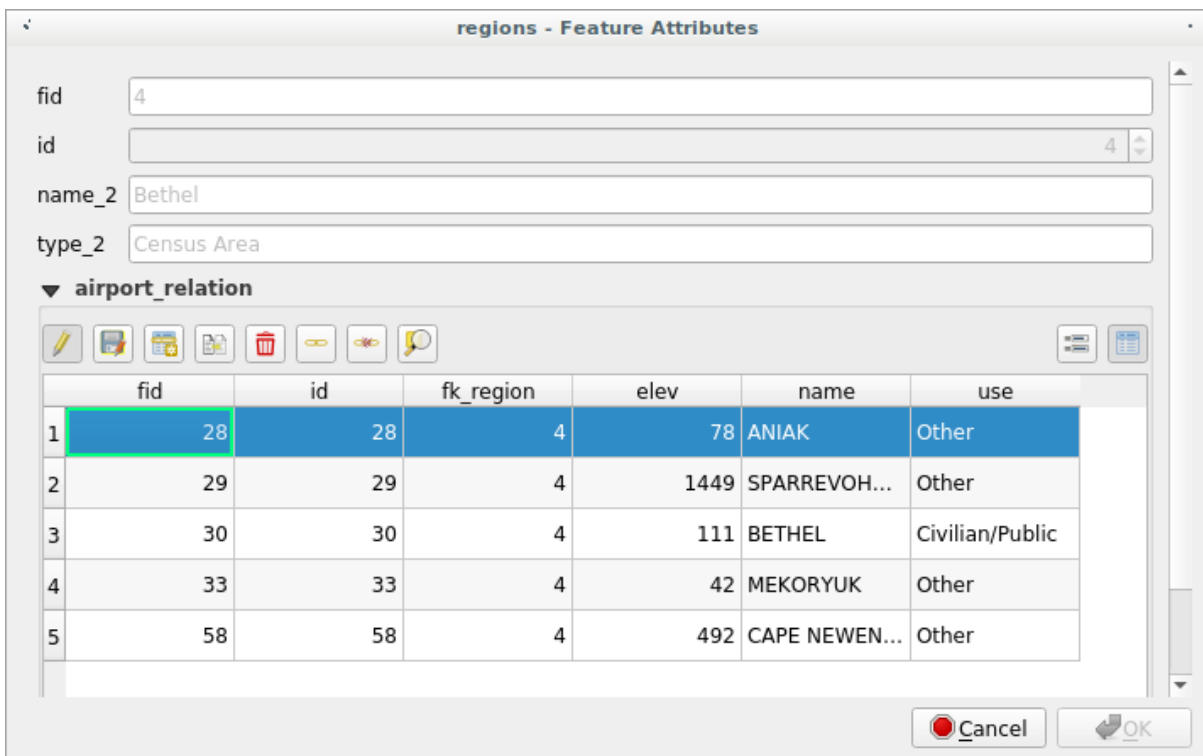 regions - Feature Attributes
fid 4
id 4
name_2 Bethel
type_2 Census Area
airport_relation
fid id fk_region elev name use
1 28 28 4 78 ANIAK Other
2 29 29 4 1449 SPARREVOH... Other
3 30 30 4 111 BETHEL Civilian/Public
4 33 33 4 42 MEKORYUK Other
5 58 58 4 492 CAPE NEWEN... Other
Cancel OK